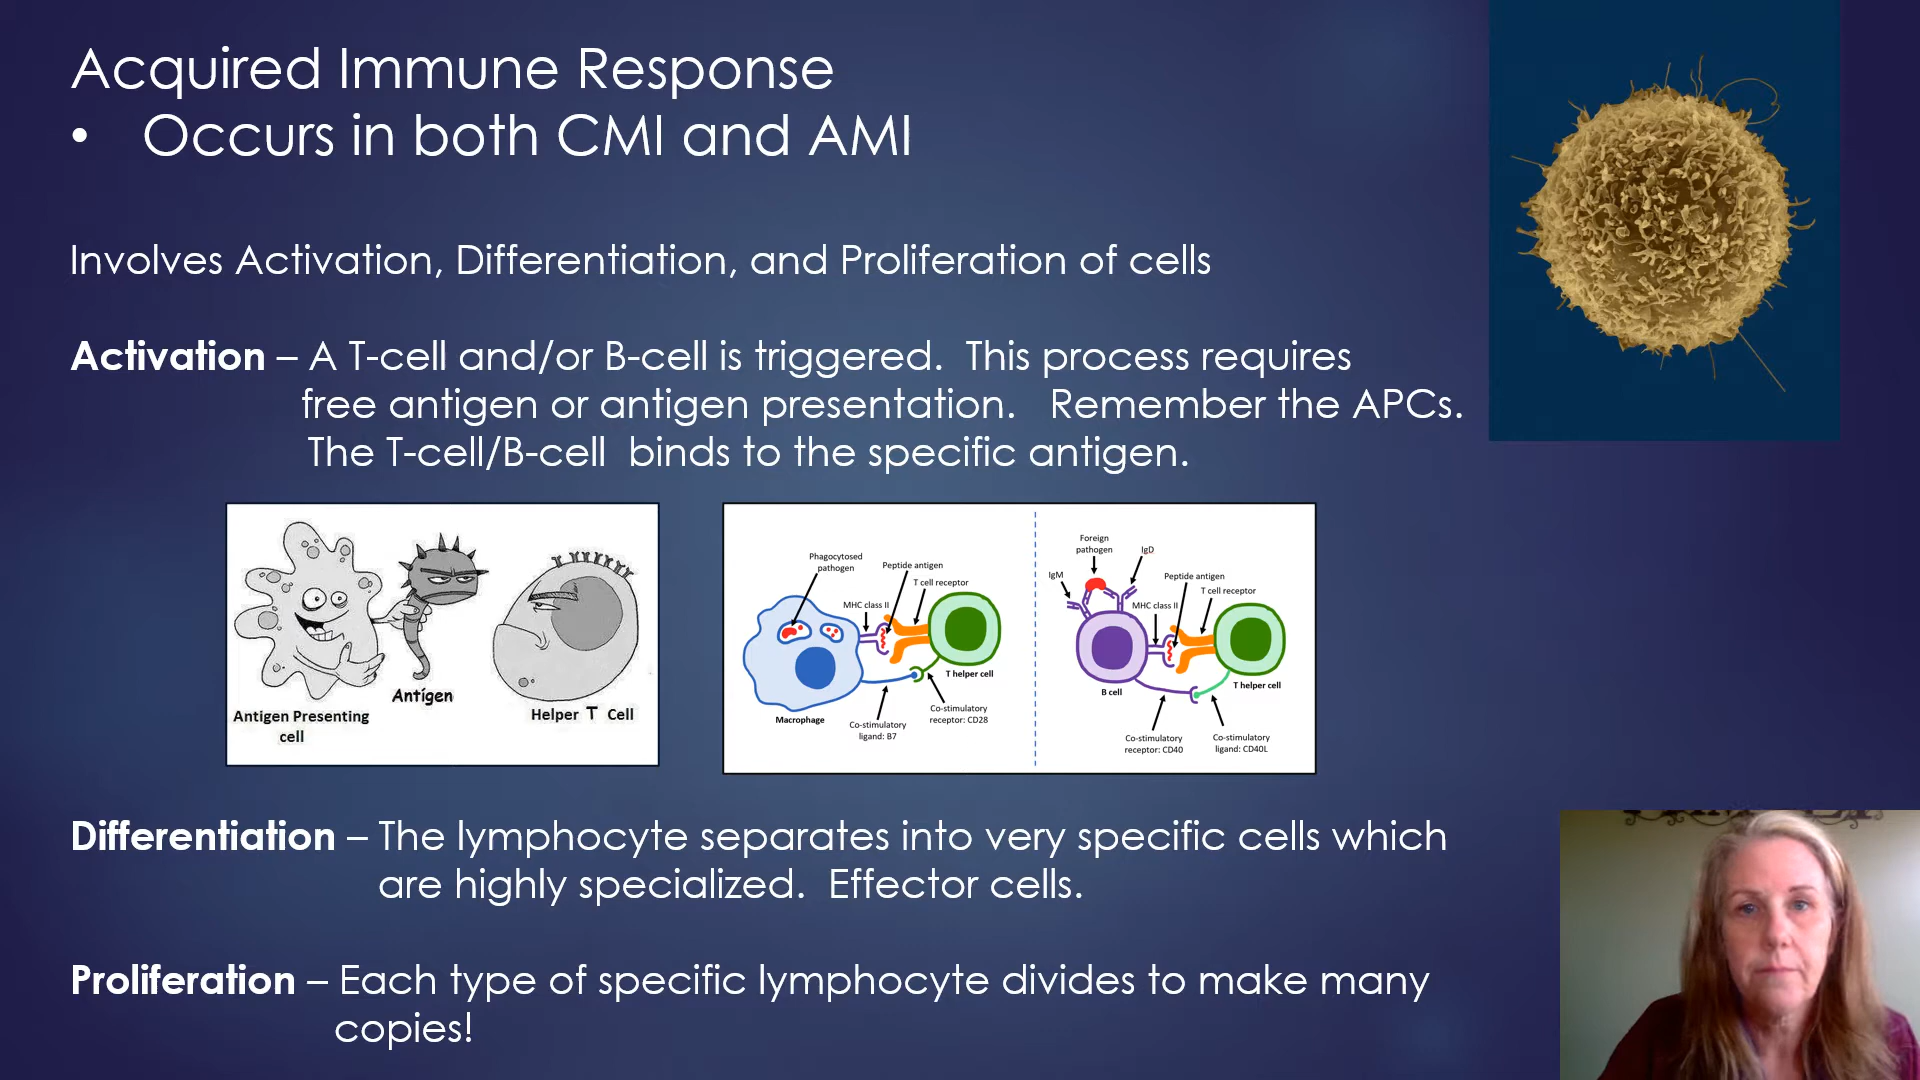 Acquired Immune Response
• Occurs in both CMI and AMI
Involves Activation, Differentiation, and Proliferation of cells
Activation – A T-cell and/or B-cell is triggered. This process requires
free antigen or antigen presentation. Remember the APCs.
The T-cell/B-cell binds to the specific antigen.
Antigen Presenting
cell
Antígen
Helper T Cell
Phagocytosed
pathogen
Peptide antigen
T cell receptor
MHC class II
T helper cell
Macrophage
Co-stimulatory
ligand: B7
Co-stimulatory
receptor: CD28
Foreign
pathogen
IgD
IgM
Peptide antigen
T cell receptor
MHC class II
B cell
T helper cell
Co-stimulatory
receptor: CD40
Co-stimulatory
ligand: CD40L
Differentiation – The lymphocyte separates into very specific cells which
are highly specialized. Effector cells.
Proliferation – Each type of specific lymphocyte divides to make many
copies!